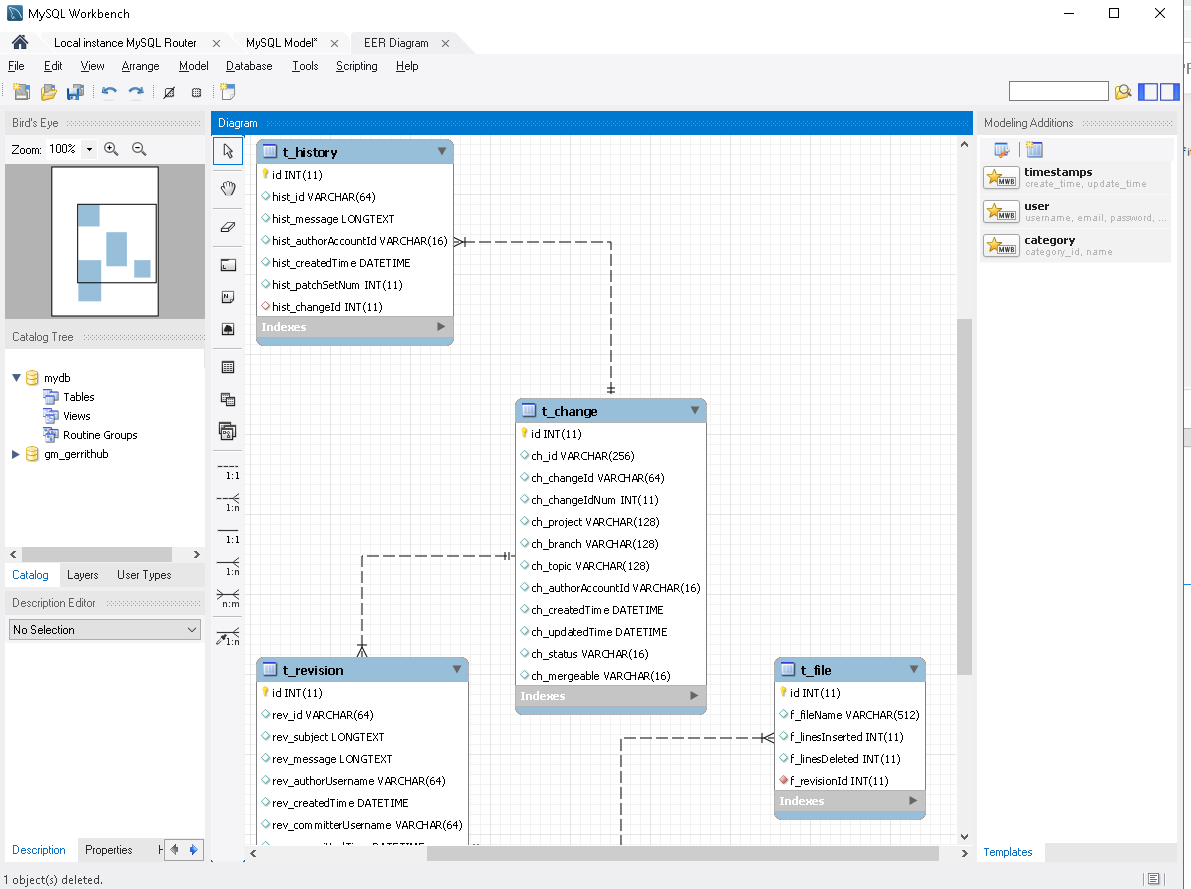 MySQL Workbench
Local instance MySQL Router
MySQL Model*
EER Diagram
File Edit View Arrange Model Database Tools Scripting Help
Bird's Eye
Zoom: 100%
Catalog Tree
mydb
Tables
Views
Routine Groups
gm_gerrithub
Catalog Layers User Types
Description Editor
No Selection
Description Properties H
1 object(s) deleted.
Diagram
1:1
1:n
1:1
1:n
n:m
1:n
t_history
id INT(11)
hist_id VARCHAR(64)
hist_message LONGTEXT
hist_authorAccountId VARCHAR(16)
hist_createdTime DATETIME
hist_patchSetNum INT(11)
hist_changeId INT(11)
Indexes
t_change
id INT(11)
ch_id VARCHAR(256)
ch_changeId VARCHAR(64)
ch_changeIdNum INT(11)
ch_project VARCHAR(128)
ch_branch VARCHAR(128)
ch_topic VARCHAR(128)
ch_authorAccountId VARCHAR(16)
ch_createdTime DATETIME
ch_updatedTime DATETIME
ch_status VARCHAR(16)
ch_mergeable VARCHAR(16)
Indexes
t_revision
id INT(11)
rev_id VARCHAR(64)
rev_subject LONGTEXT
rev_message LONGTEXT
rev_authorUsername VARCHAR(64)
rev_createdTime DATETIME
rev_committerUsername VARCHAR(64)
t_file
id INT(11)
f_fileName VARCHAR(512)
f_linesInserted INT(11)
f_linesDeleted INT(11)
f_revisionId INT(11)
Indexes
Modeling Additions
MWB
timestamps
create_time, update_time
MWB
user
username, email, password, ...
MWB
category
category_id, name
Templates